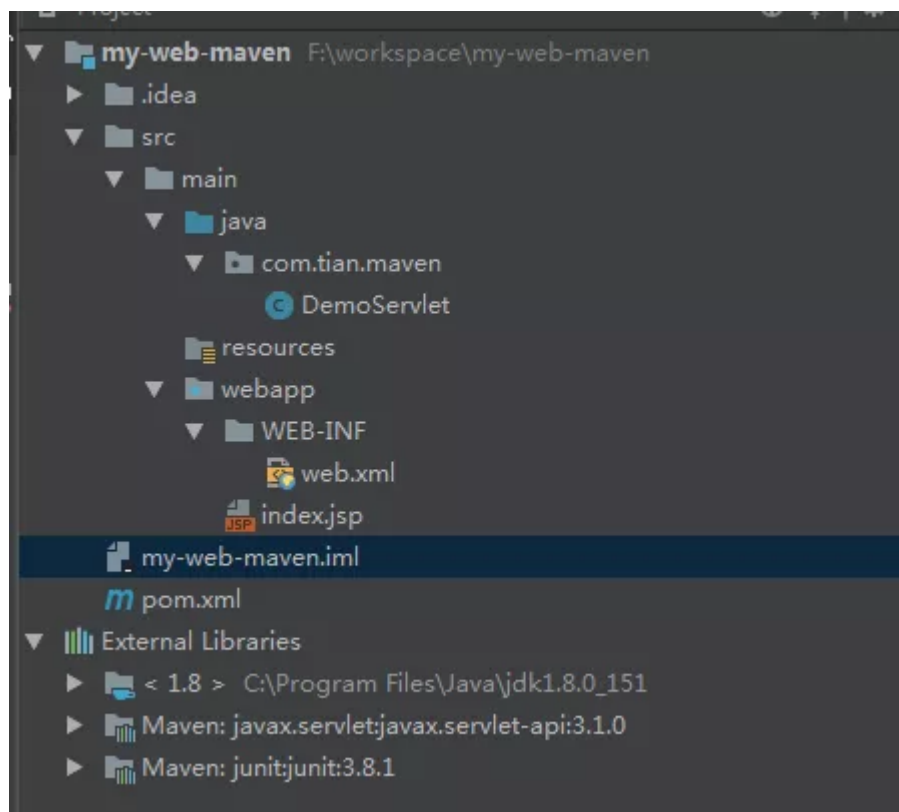 Project
my-web-maven F:\workspace\my-web-maven
.idea
src
main
java
com.tian.maven
C DemoServlet
resources
webapp
WEB-INF
web.xml
JSP index.jsp
my-web-maven.iml
m pom.xml
External Libraries
< 1.8 > C:\Program Files\Java\jdk1.8.0_151
Maven: javax.servlet:javax.servlet-api:3.1.0
Maven: junit:junit:3.8.1